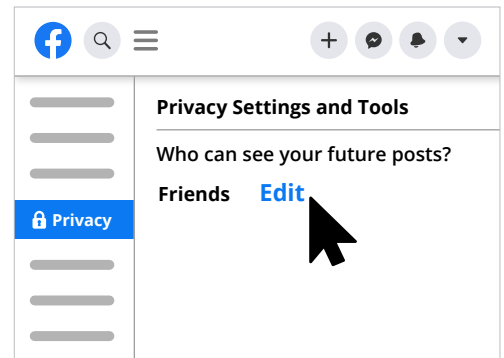 Privacy Settings and Tools
Who can see your future posts?
Friends Edit
Privacy